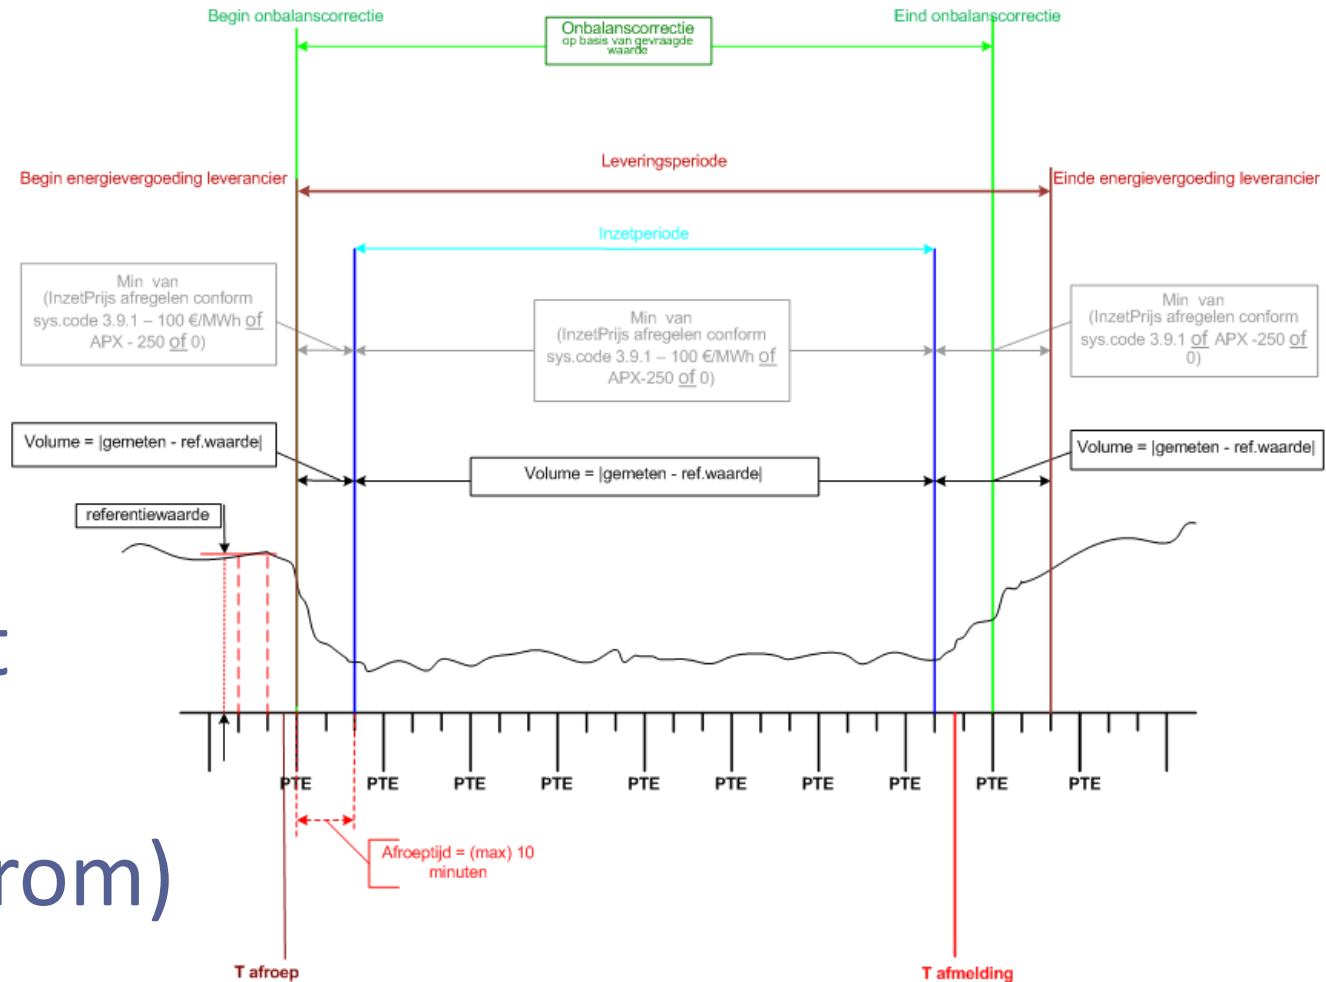 Begin onbalanscorrectie
Eind onbalanscorrectie
Onbalanscorrectie
op basis van gevraagde
waarde
Leveringsperiode
Begin energievergoeding leverancier
Einde energievergoeding leverancier
Inzetperiode
Min van
(InzetPrijs afregelen conform
sys.code 3.9.1 – 100 €/MWh of
APX - 250 of 0)
Min van
(InzetPrijs afregelen conform
sys.code 3.9.1 – 100 €/MWh of
APX-250 of 0)
Min van
(InzetPrijs afregelen conform
sys.code 3.9.1 of APX -250 of
0)
Volume = |gemeten - ref.waarde|
Volume = |gemeten - ref.waarde|
Volume = |gemeten - ref.waarde|
referentiewaarde
t
PTE PTE PTE PTE PTE PTE PTE PTE PTE PTE
rom)
Afroeptijd = (max) 10
minuten
T afroep
T afmelding